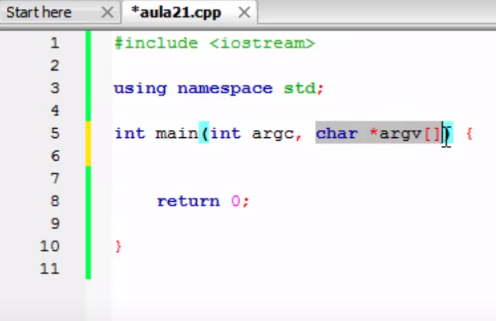 Start here
*aula21.cpp
1 #include <iostream>
2
3 using namespace std;
4
5 int main(int argc, char *argv[]) {
6
7
8 return 0;
9
10 }
11